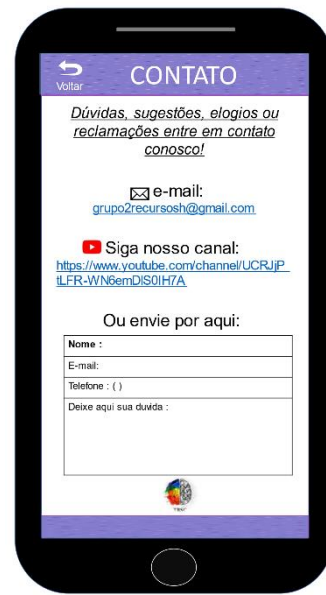 Voltar
CONTATO
Dúvidas, sugestões, elogios ou
reclamações entre em contato
conosco!
e-mail:
grupo2recursosh@gmail.com
Siga nosso canal:
https://www.youtube.com/channel/UCRJjP
tLFR-WN6emDlS0IH7A
Ou envie por aqui:
Nome :
E-mail:
Telefone : ( )
Deixe aqui sua duvida :